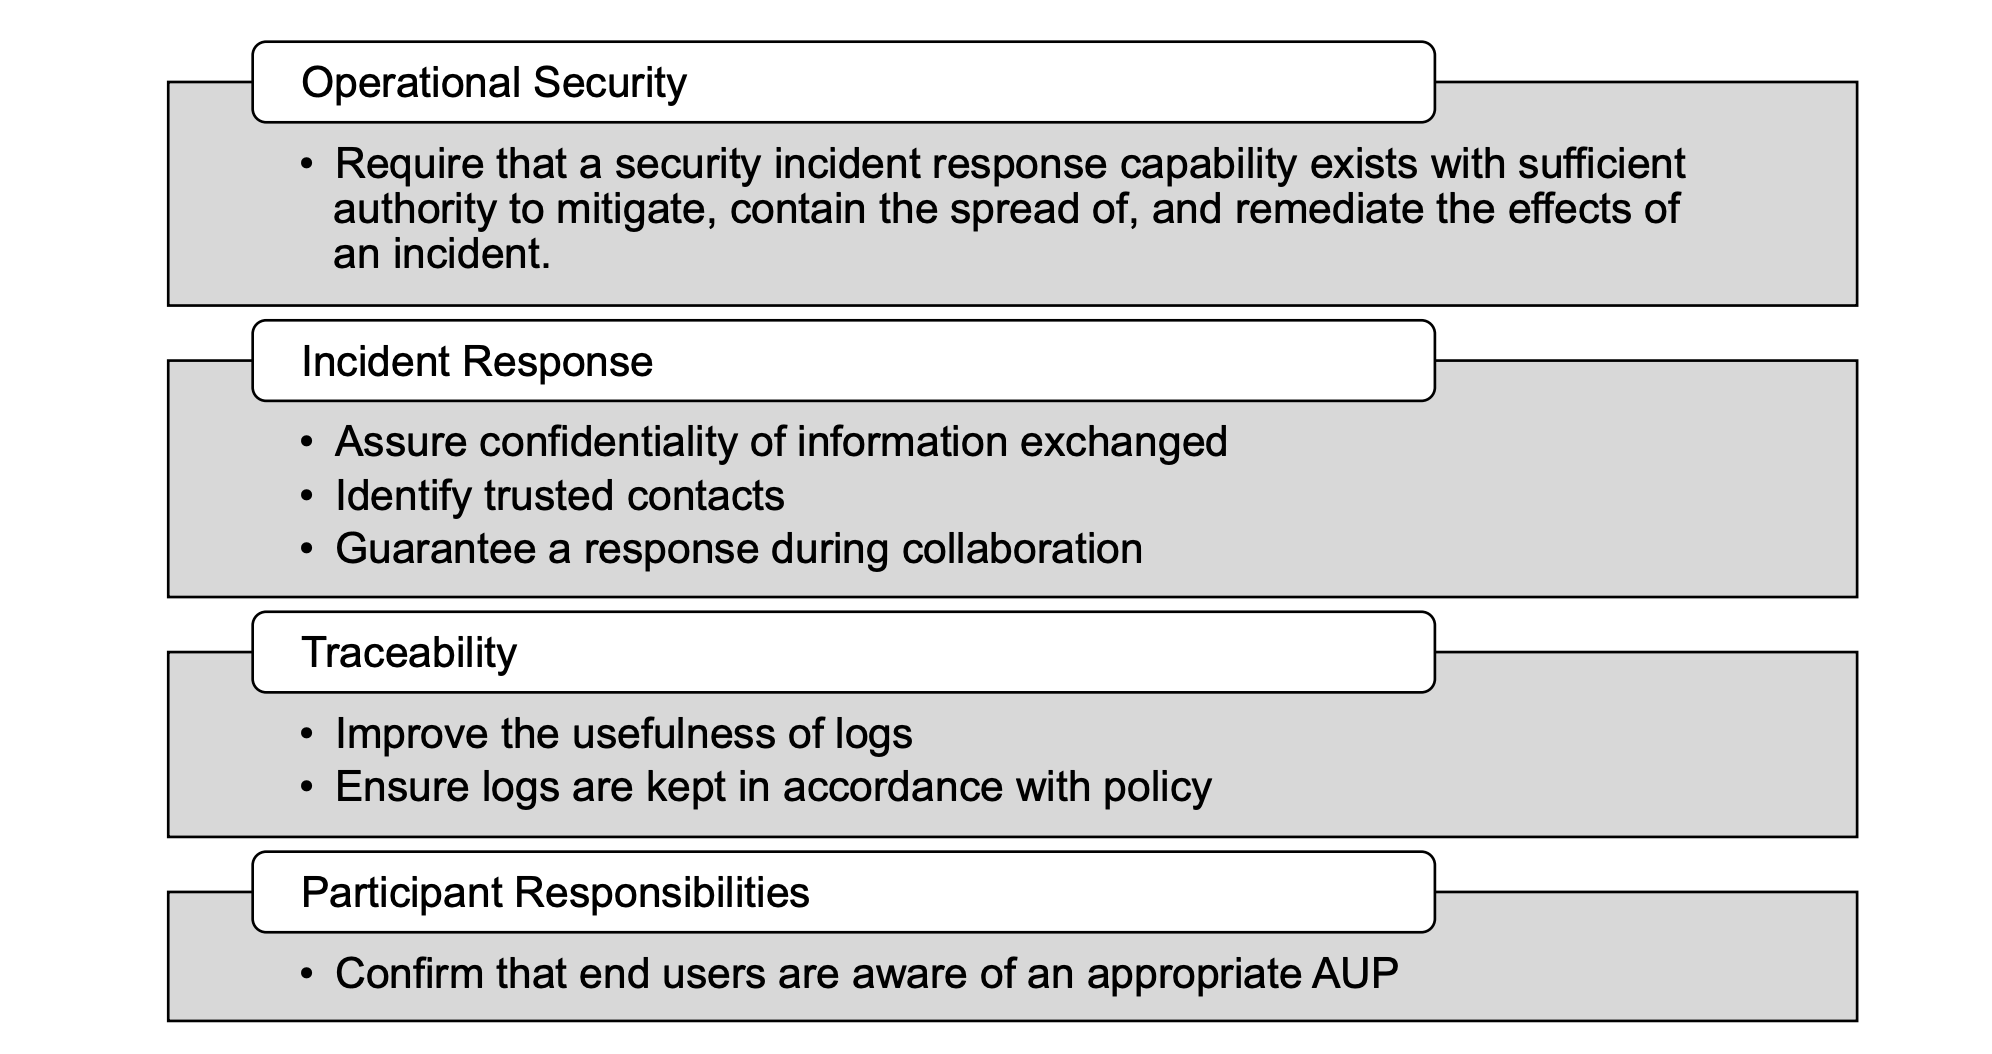 Operational Security
• Require that a security incident response capability exists with sufficient
authority to mitigate, contain the spread of, and remediate the effects of
an incident.
Incident Response
• Assure confidentiality of information exchanged
• Identify trusted contacts
• Guarantee a response during collaboration
Traceability
• Improve the usefulness of logs
• Ensure logs are kept in accordance with policy
Participant Responsibilities
• Confirm that end users are aware of an appropriate AUP